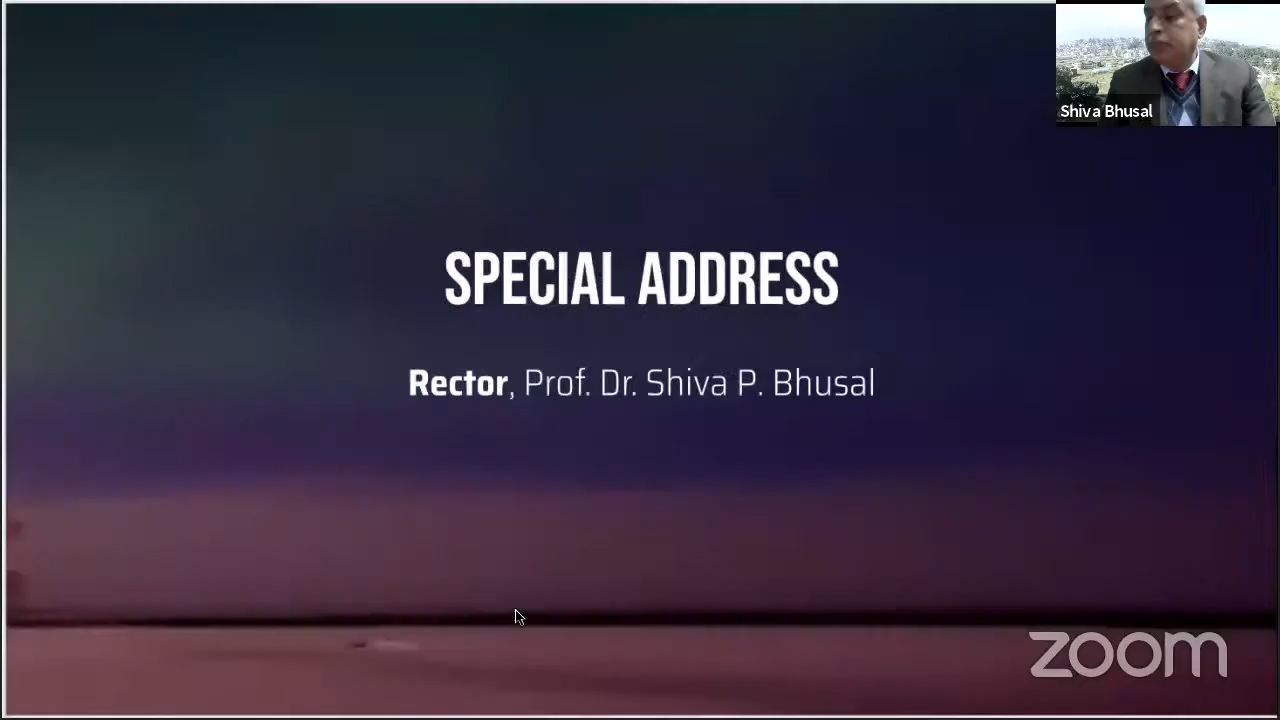 Shiva Bhusal
SPECIAL ADDRESS
Rector, Prof. Dr. Shiva P. Bhusal
zoom